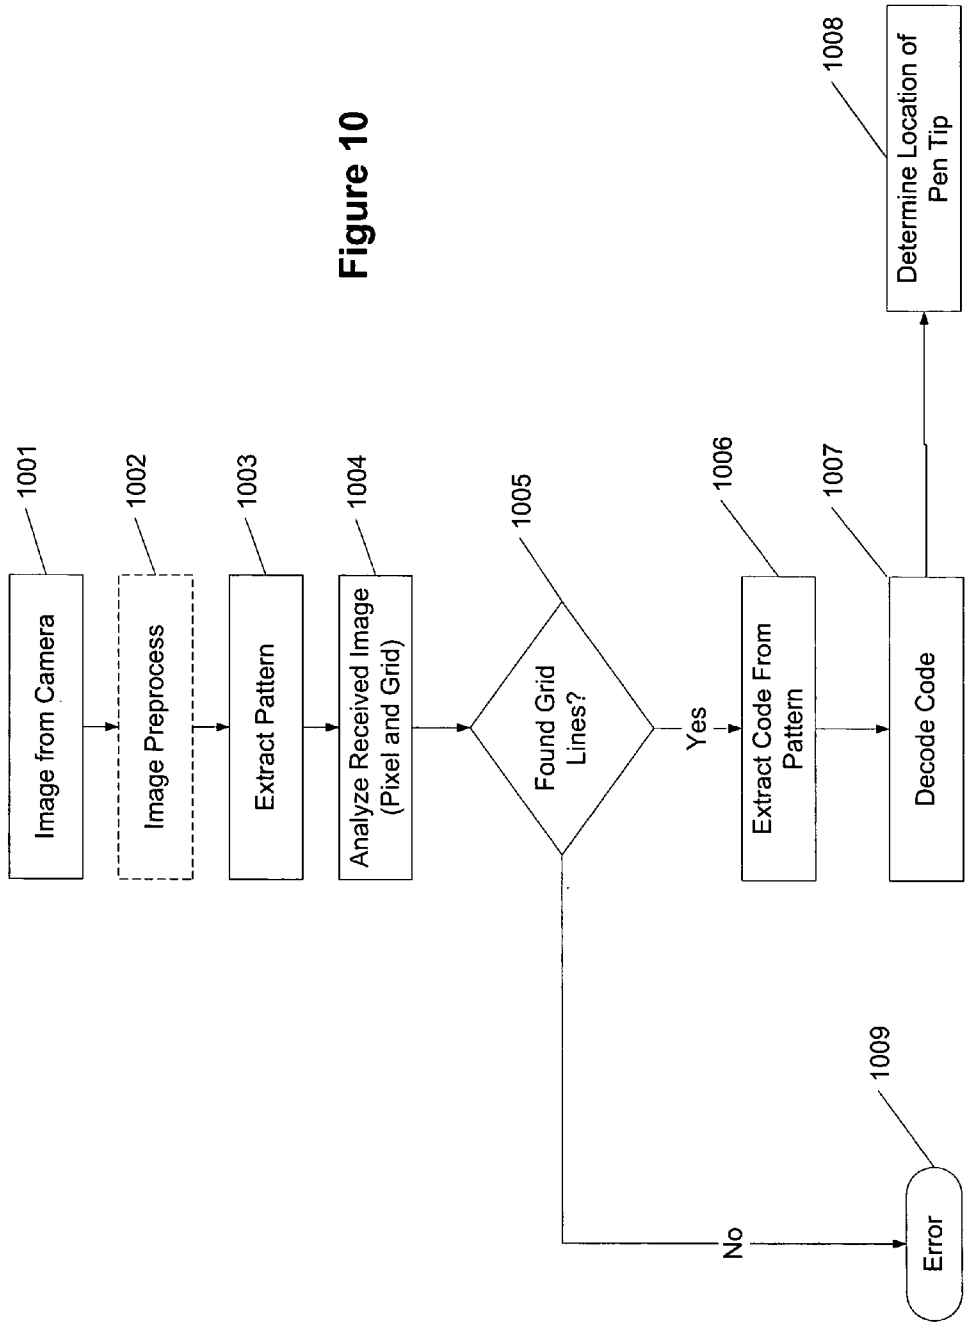 Image from Camera
1001
Image Preprocess
1002
Extract Pattern
1003
Analyze Received Image
(Pixel and Grid)
1004
Figure 10
Found Grid
Lines?
1005
No
Yes
Extract Code From
Pattern
1006
Error
1009
Decode Code
1007
Determine Location of
Pen Tip
1008